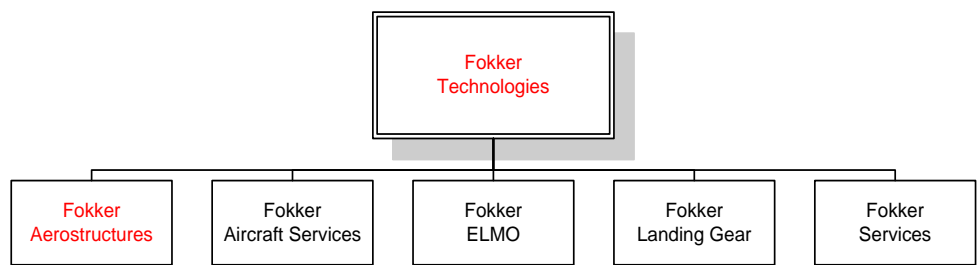 Fokker
Technologies
Fokker
Aerostructures
Fokker
Aircraft Services
Fokker
ELMO
Fokker
Landing Gear
Fokker
Services